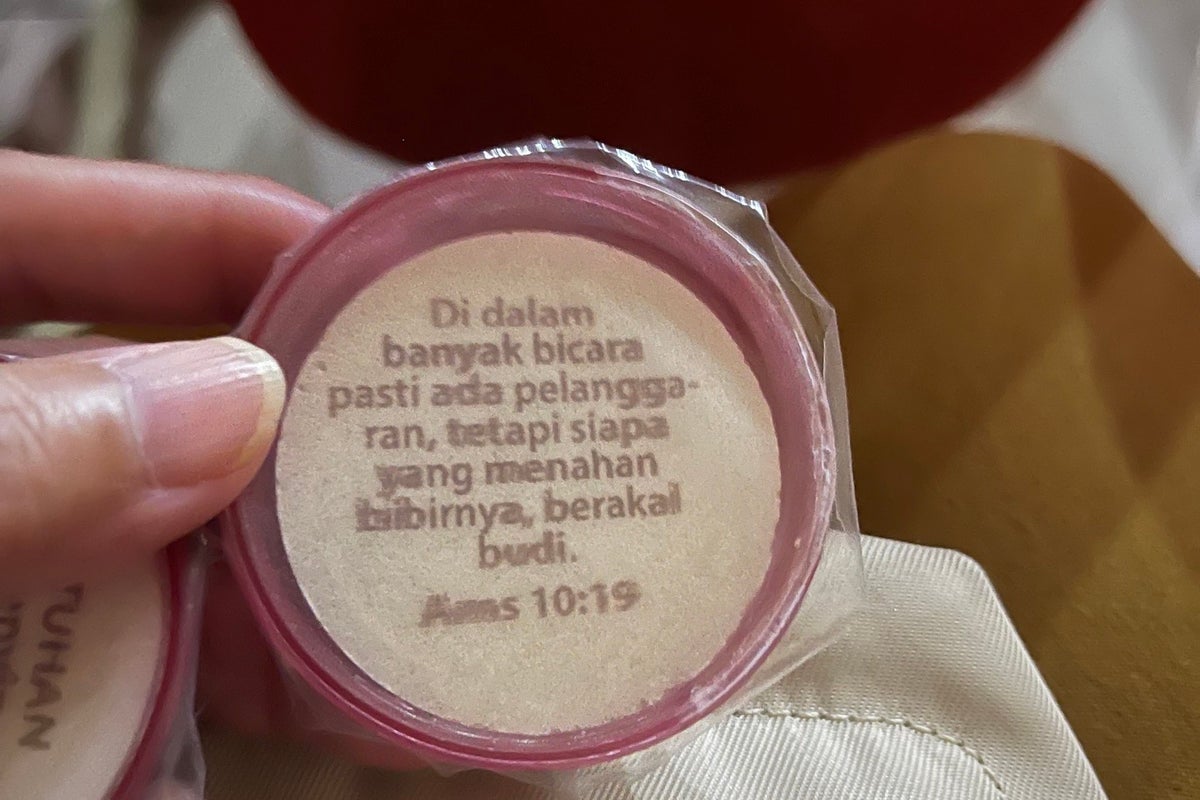 Di dalam
banyak bicara
pasti ada pelangga-
ran, tetapi siapa
yang menahan
bibirnya, berakal
budi.
Ams 10:19
TUHAN